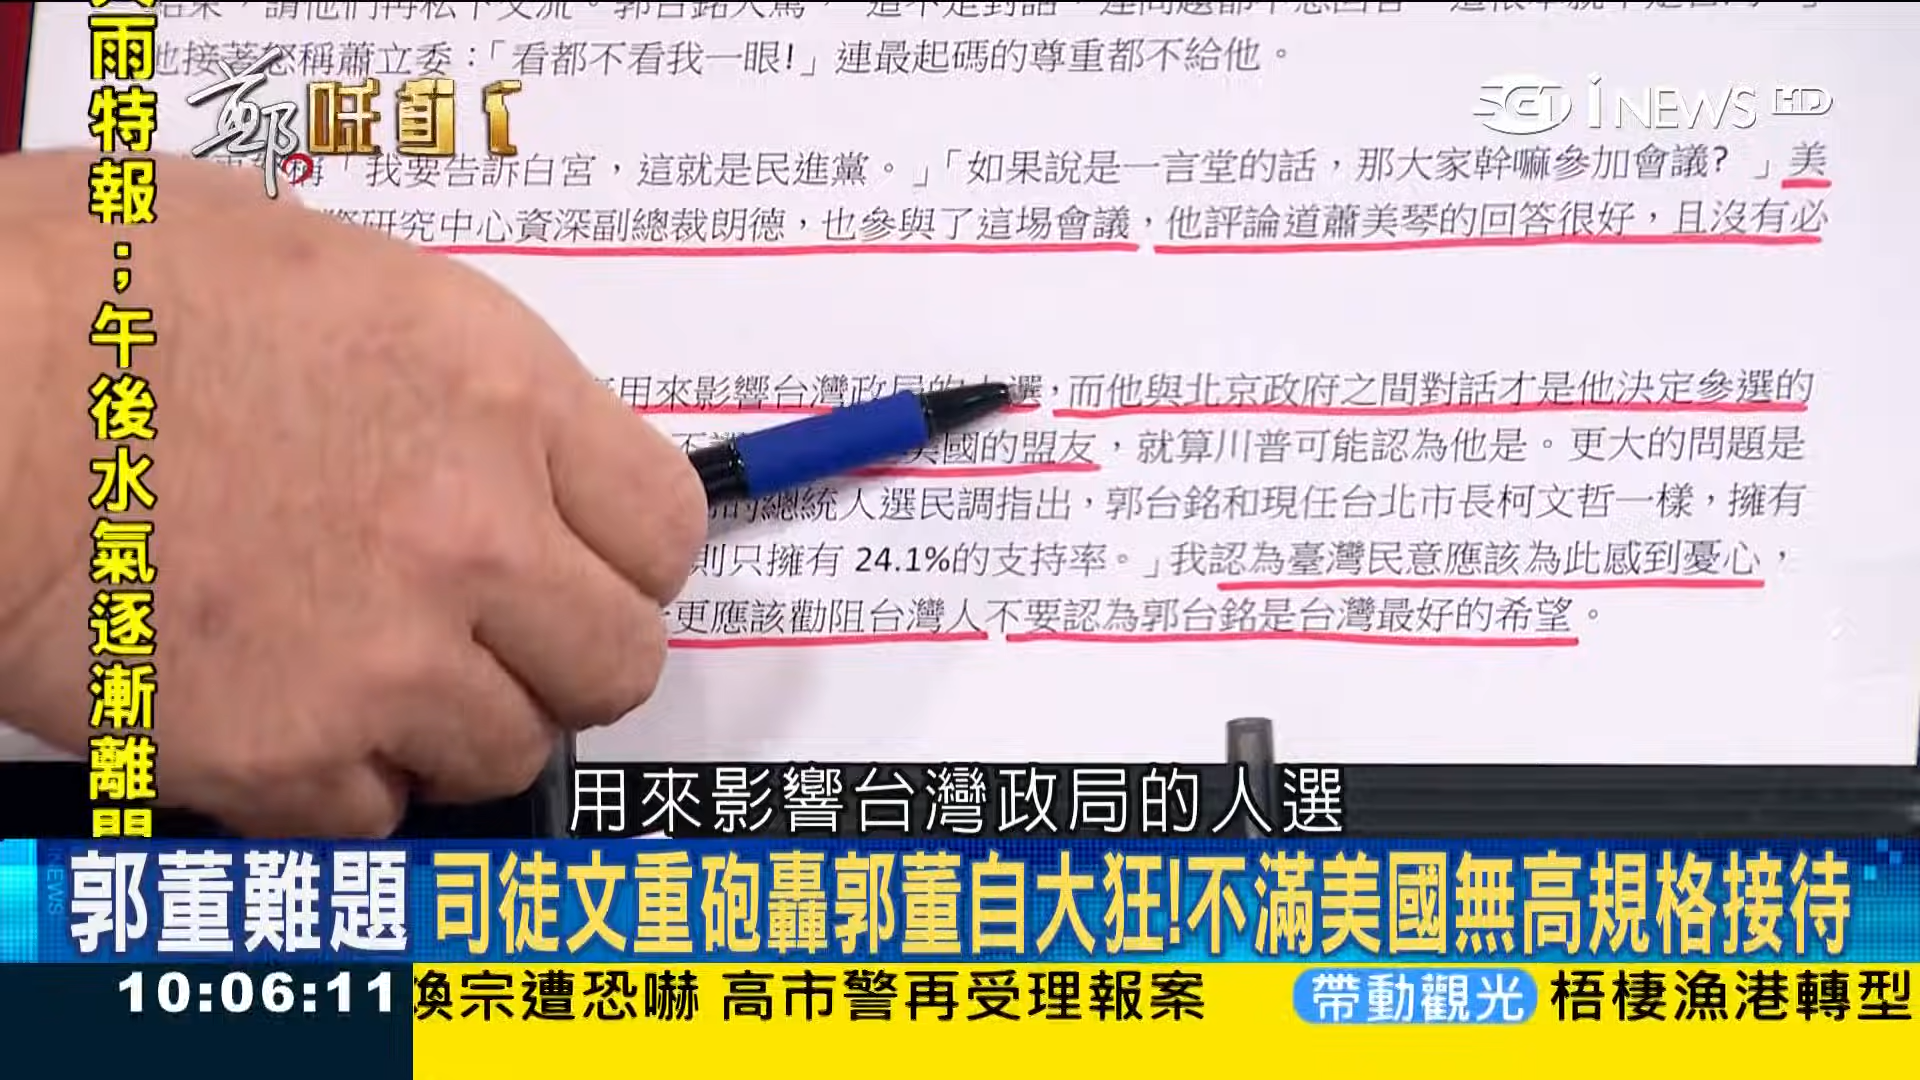 他接著怒稱蕭立委：「看都不看我一眼!」連最起碼的尊重都不給他。
稱「我要告訴白宮，這就是民進黨。」「如果說是一言堂的話，那大家幹嘛參加會議?」美
際研究中心資深副總裁朗德，也參與了這場會議，他評論道蕭美琴的回答很好，且沒有必
用來影響台灣政局的人選，而他與北京政府之間對話才是他決定參選的
美國的盟友，就算川普可能認為他是。更大的問題是
的總統人選民調指出，郭台銘和現任台北市長柯文哲一樣，擁有
則只擁有 24.1%的支持率。」我認為臺灣民意應該為此感到憂心，
更應該勸阻台灣人不要認為郭台銘是台灣最好的希望。
鄭
SET iNEWS HD
雨特報；午後水氣逐漸離開
用來影響台灣政局的人選
郭董難題 司徒文重砲轟郭董自大狂!不滿美國無高規格接待
10:06:11 煥宗遭恐嚇 高市警再受理報案 帶動觀光 梧棲漁港轉型